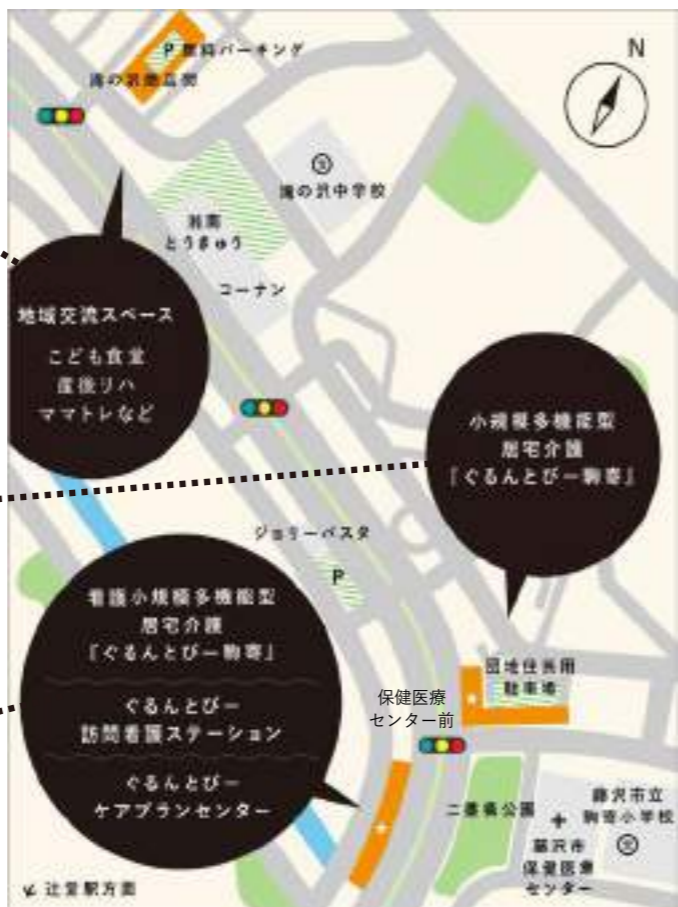 N
P 無料パーキング
滝の沢商店街
文
滝の沢中学校
湘南
とうきゅう
コーナン
地域交流スペース
こども食堂
産後リハ
ママトレなど
小規模多機能型
居宅介護
『ぐるんとびー駒寄』
ジョリーパスタ
P
看護小規模多機能型
居宅介護
『ぐるんとびー駒寄』
ぐるんとびー
訪問看護ステーション
ぐるんとびー
ケアプランセンター
団地住民用
駐車場
保健医療
センター前
二番構公園
藤沢市立
駒寄小学校
文
藤沢市
保健医療
センター
辻堂駅方面